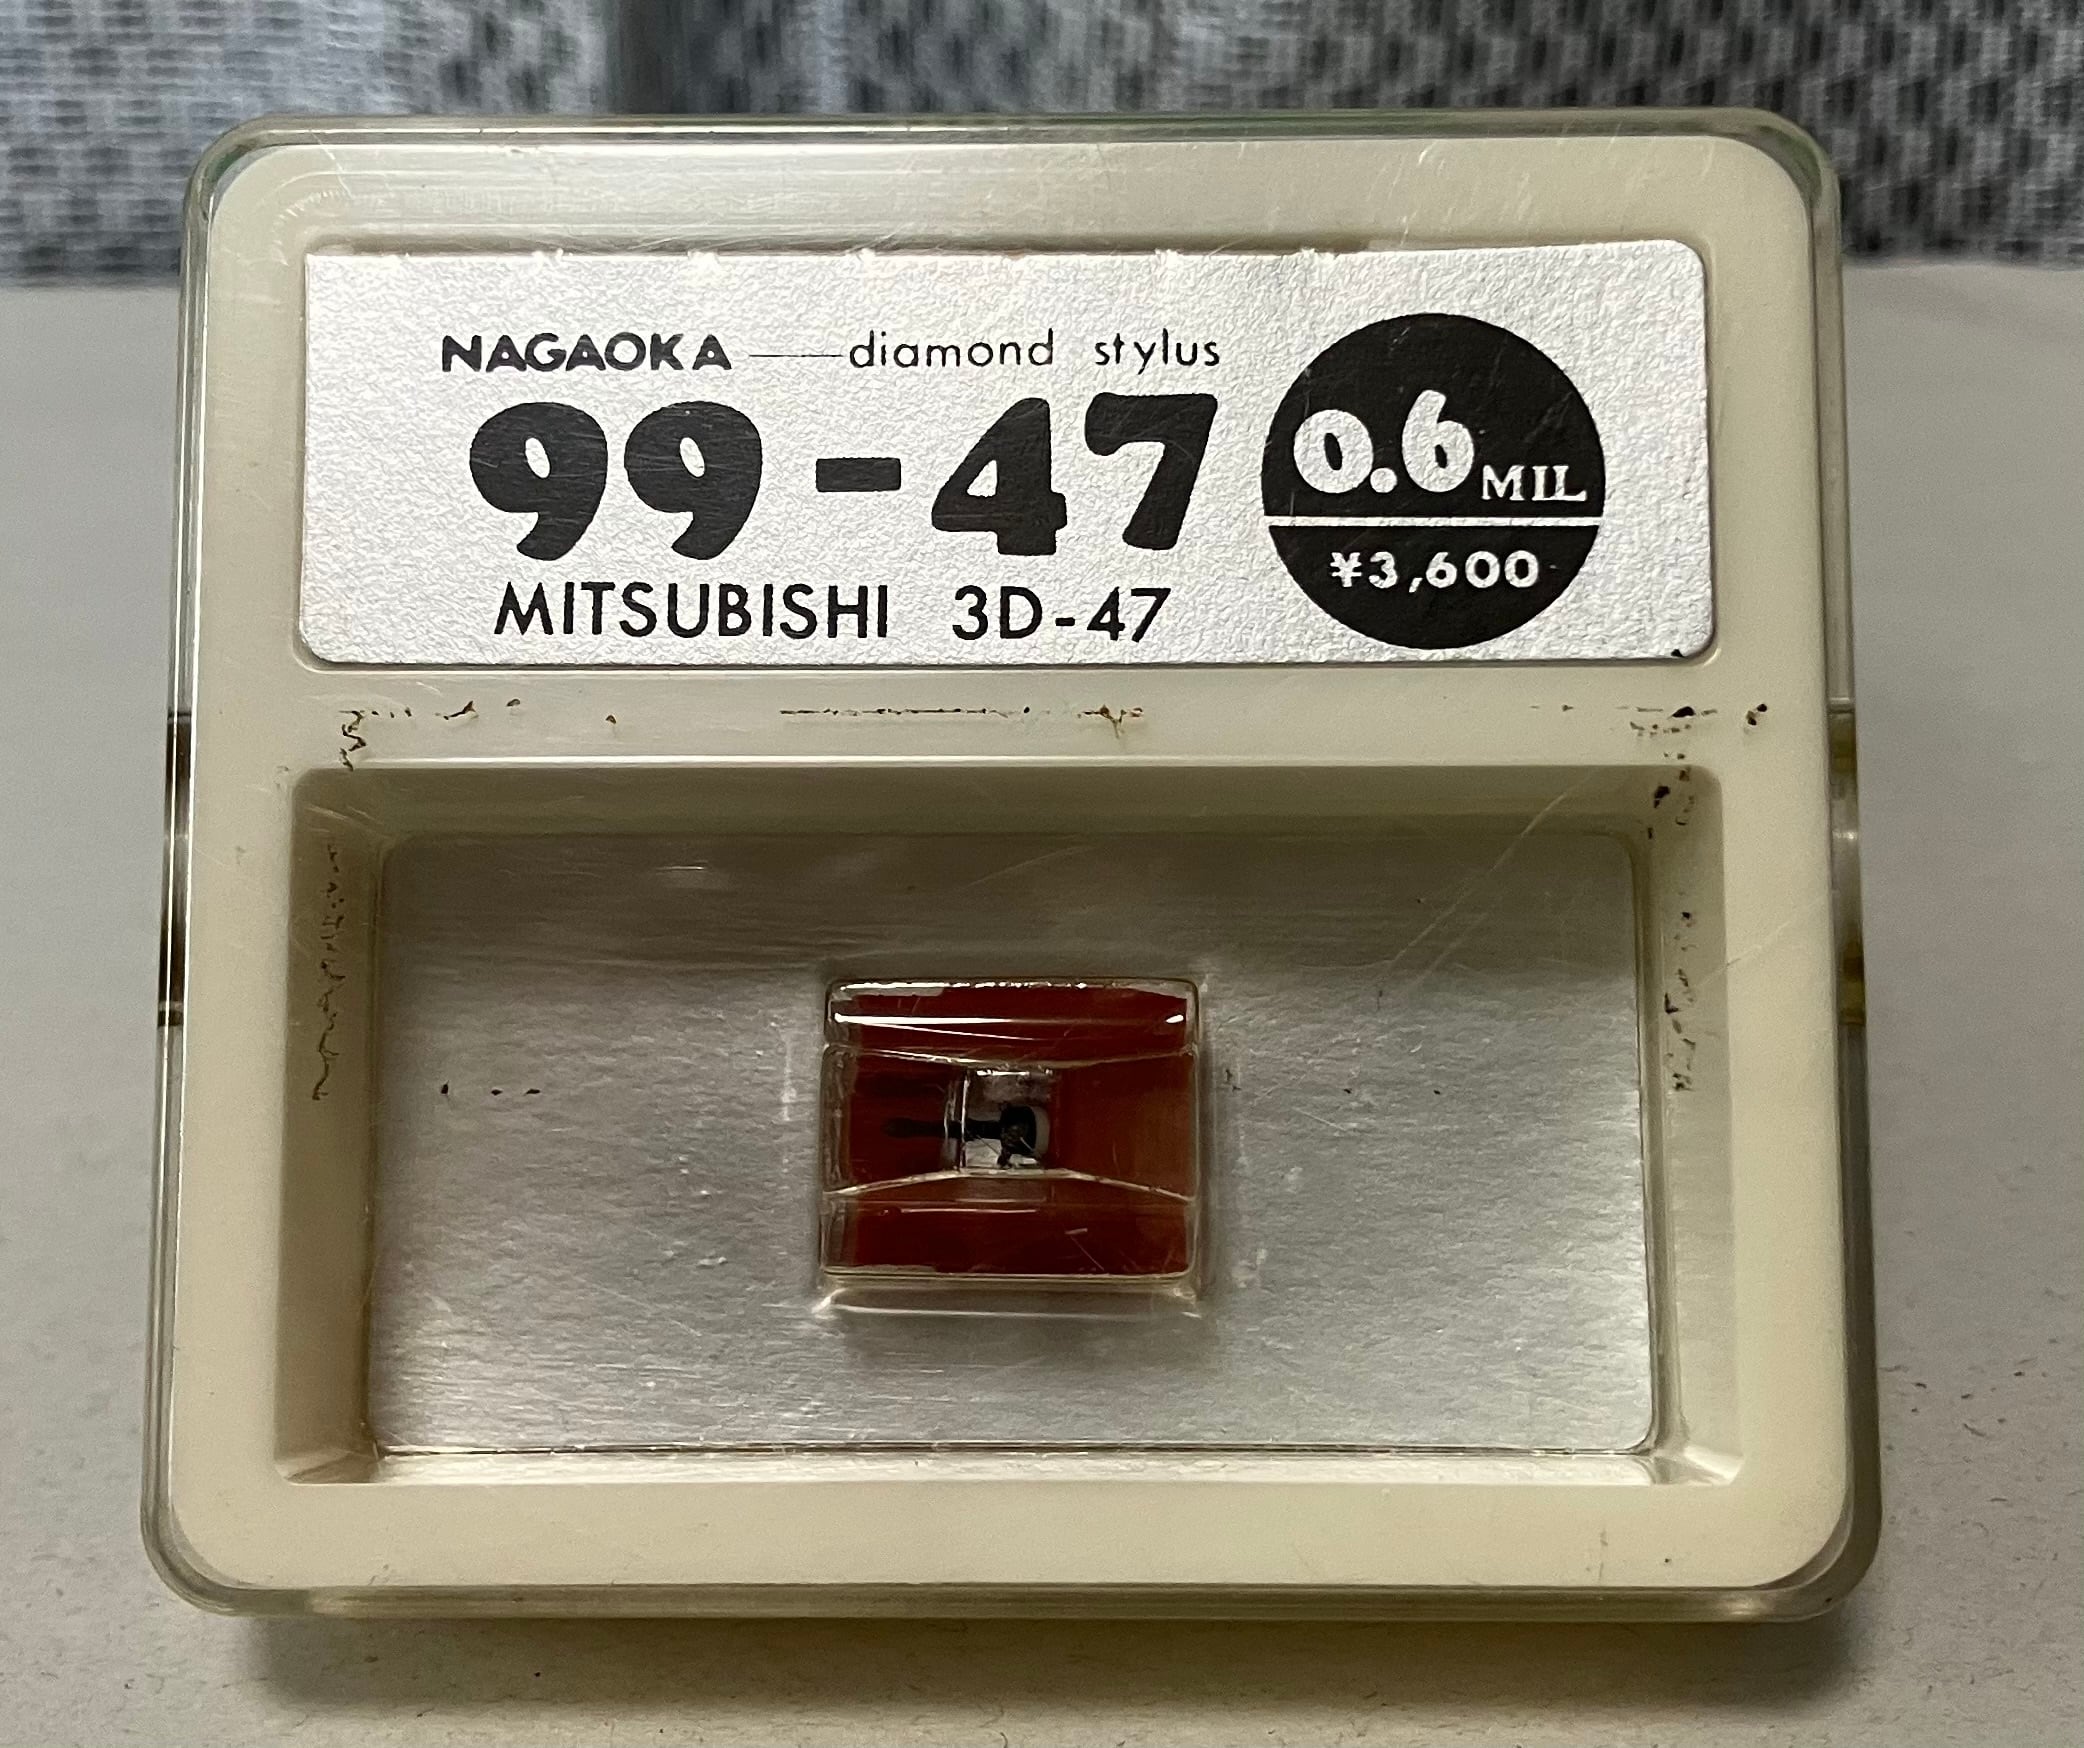 NAGAOKA — diamond stylus
99-47
MITSUBISHI 3D-47
0.6 MIL
¥3,600